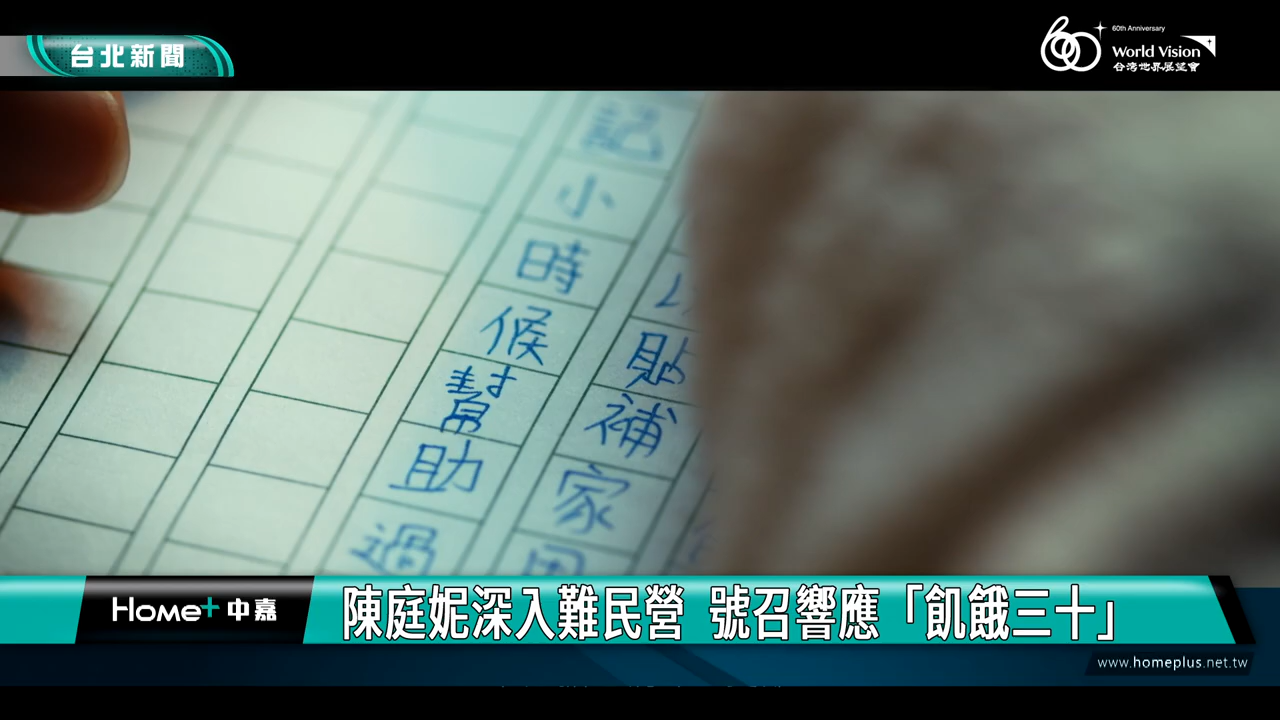 台北新聞
60th Anniversary
World Vision
台灣世界展望會
記小時候幫助過
貼補家用
Home+ 中嘉
陳庭妮深入難民營 號召響應「飢餓三十」
www.homeplus.net.tw